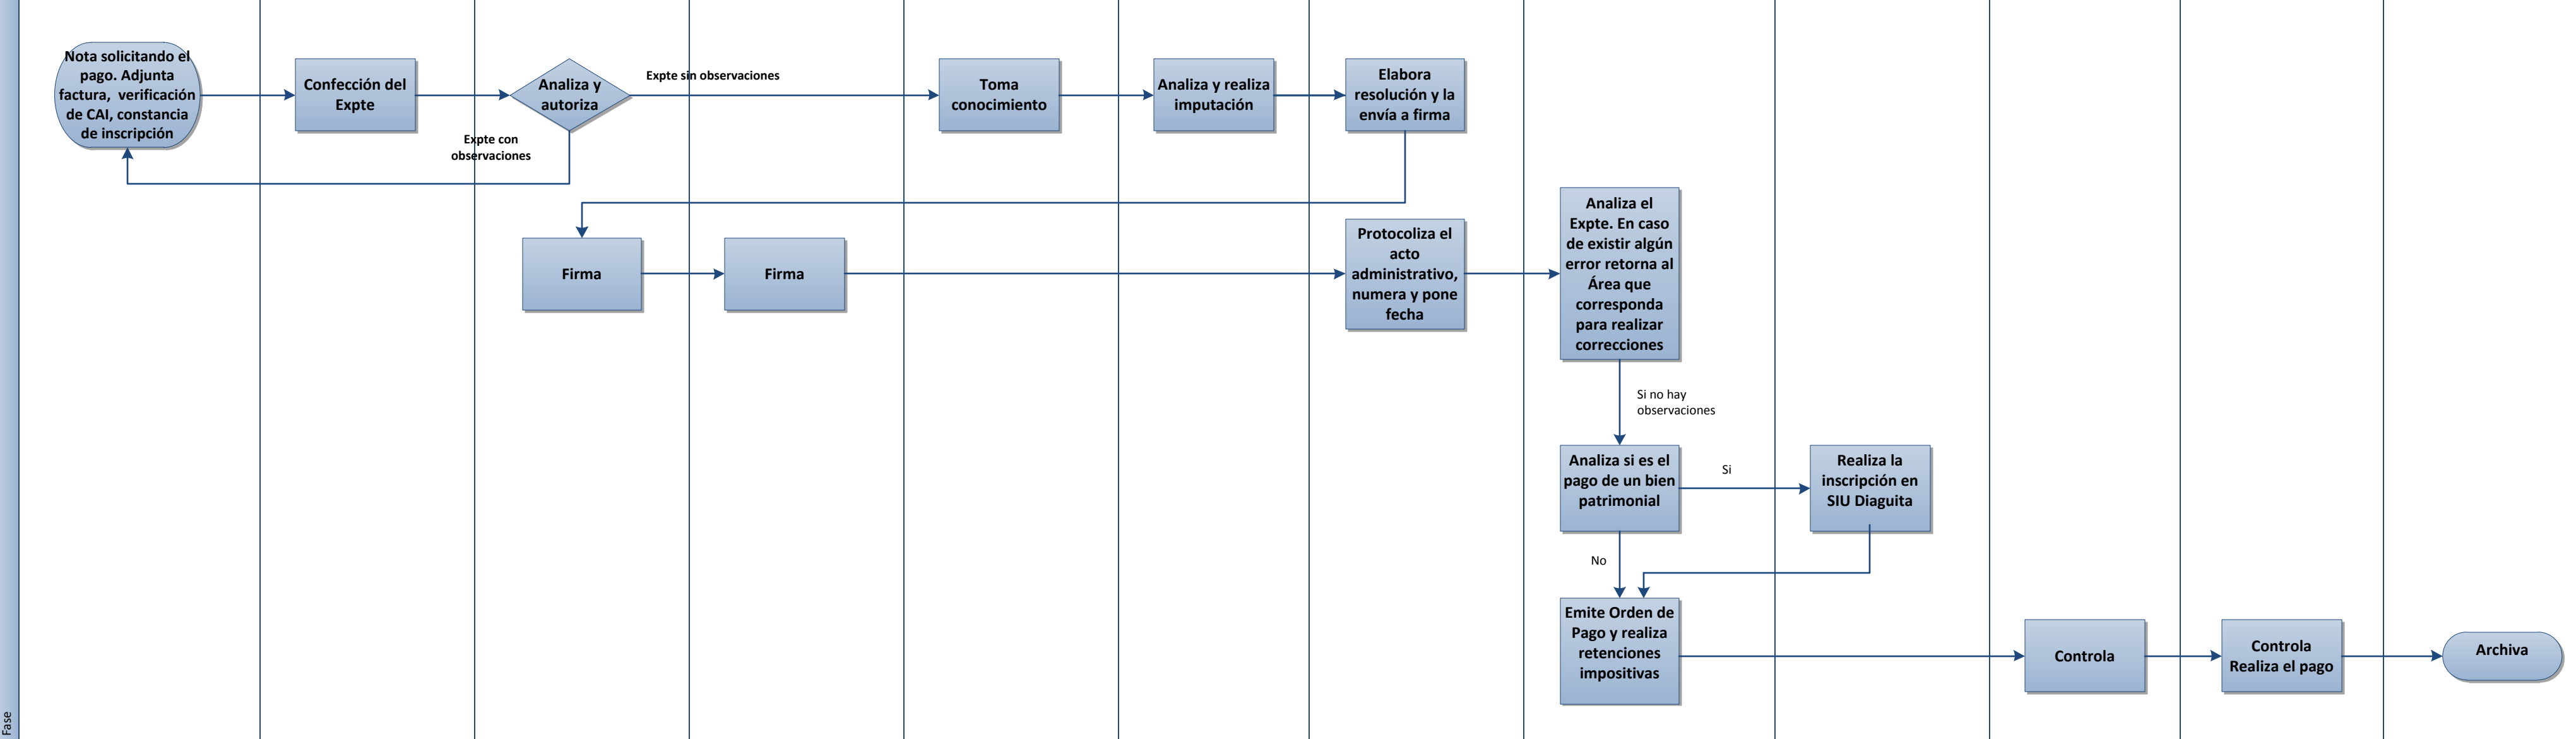 Nota solicitando el
pago. Adjunta
factura,  verificación
de CAI, constancia
de inscripción
Confección del
Expte
Analiza y
autoriza
Expte sin observaciones
Expte con
observaciones
Toma
conocimiento
Analiza y realiza
imputación
Elabora
resolución y la
envía a firma
Firma
Firma
Protocoliza el
acto
administrativo,
numera y pone
fecha
Analiza el
Expte. En caso
de existir algún
error retorna al
Área que
corresponda
para realizar
correcciones
Si no hay
observaciones
Analiza si es el
pago de un bien
patrimonial
Si
Realiza la
inscripción en
SIU Diaguita
No
Emite Orden de
Pago y realiza
retenciones
impositivas
Controla
Controla
Realiza el pago
Archiva
Fase